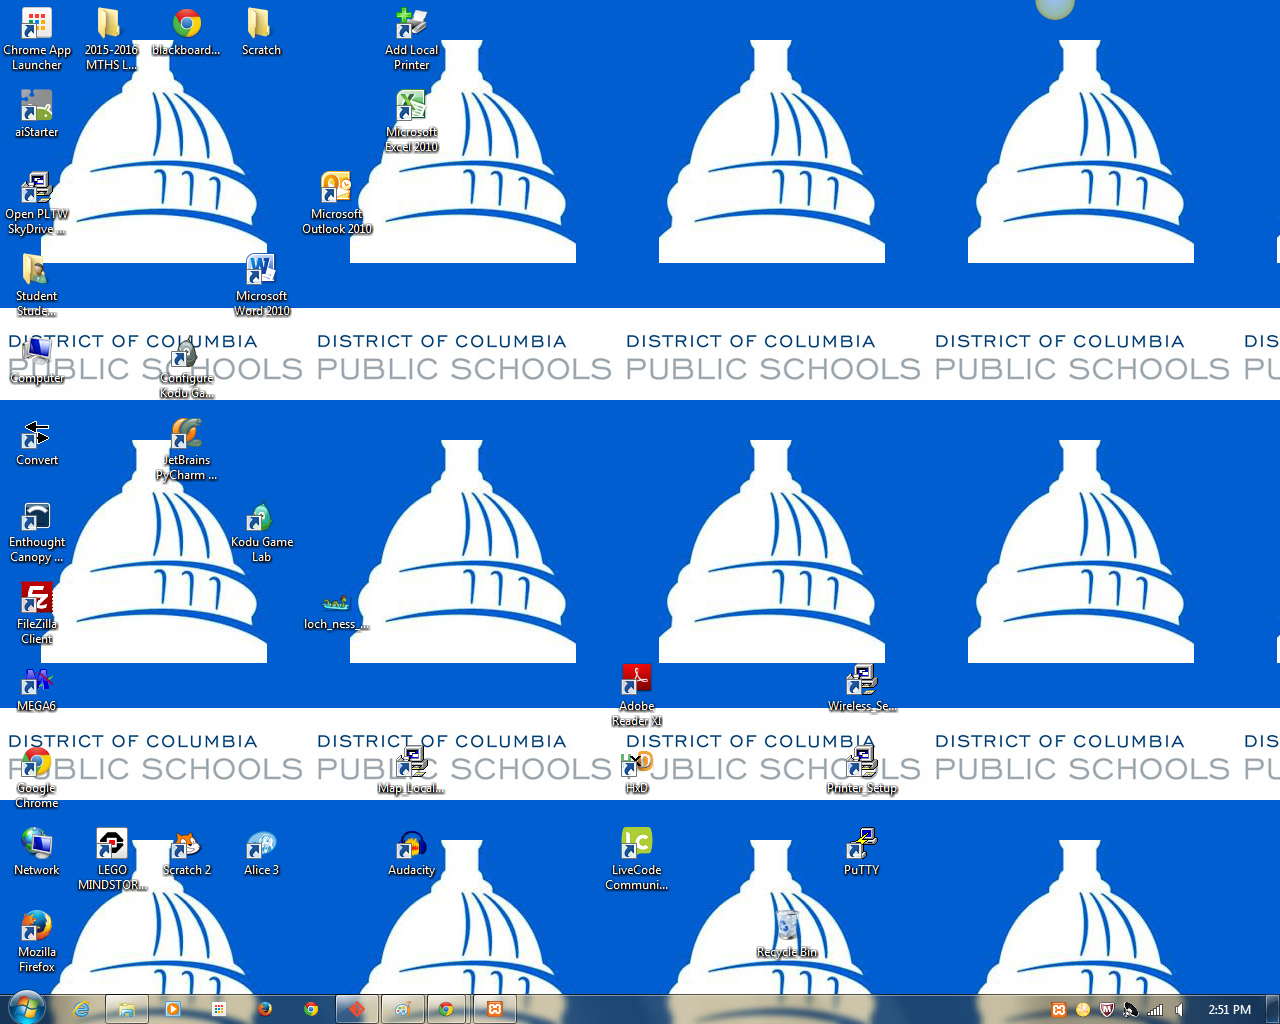 Chrome App
Launcher
2015-2016
MTHS L...
blackboard...
Scratch
Add Local
Printer
aiStarter
Microsoft
Excel 2010
Open PLTW
SkyDrive ...
Microsoft
Outlook 2010
Student
Stude...
Microsoft
Word 2010
DISTRICT OF COLUMBIA
PUBLIC SCHOOLS
DISTRICT OF COLUMBIA
PUBLIC SCHOOLS
DISTRICT OF COLUMBIA
PUBLIC SCHOOLS
DISTRICT OF COLUMBIA
PUBLIC SCHOOLS
DIS
PU
Computer
Configure
Kodu Ga...
Convert
JetBrains
PyCharm ...
Enthought
Canopy ...
Kodu Game
Lab
FileZilla
Client
loch_ness_...
MEGA6
Adobe
Reader XI
Wireless_Se...
DISTRICT OF COLUMBIA
PUBLIC SCHOOLS
DISTRICT OF COLUMBIA
PUBLIC SCHOOLS
DISTRICT OF COLUMBIA
PUBLIC SCHOOLS
DISTRICT OF COLUMBIA
PUBLIC SCHOOLS
DIS
PU
Google
Chrome
Map_Local...
HxD
Printer_Setup
Network
LEGO
MINDSTOR...
Scratch 2
Alice 3
Audacity
LiveCode
Communi...
PuTTY
Mozilla
Firefox
Recycle Bin
2:51 PM